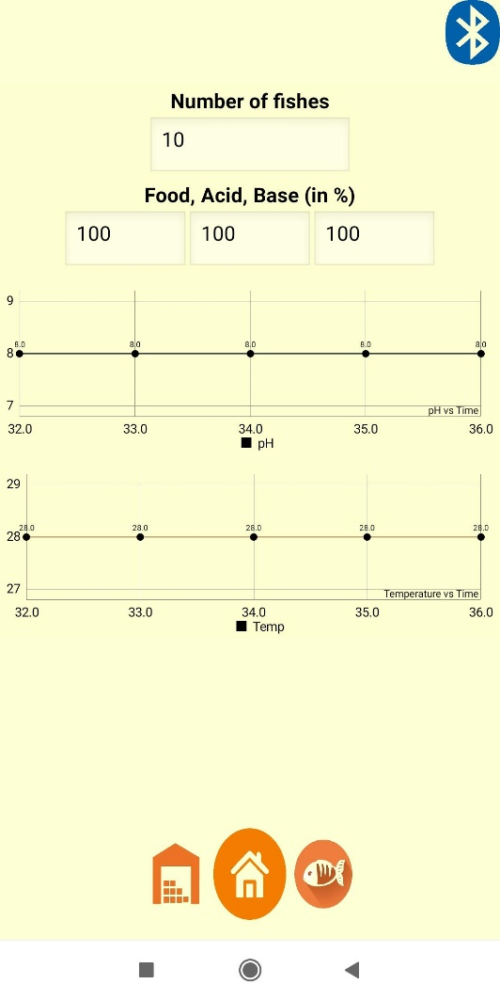 Number of fishes
10
Food, Acid, Base (in %)
100 100 100
9
8.0 8.0 8.0 8.0 8.0
8
7
pH vs Time
32.0 33.0 34.0 35.0 36.0
pH
29
28.0 28.0 28.0 28.0 28.0
28
27
Temperature vs Time
32.0 33.0 34.0 35.0 36.0
Temp